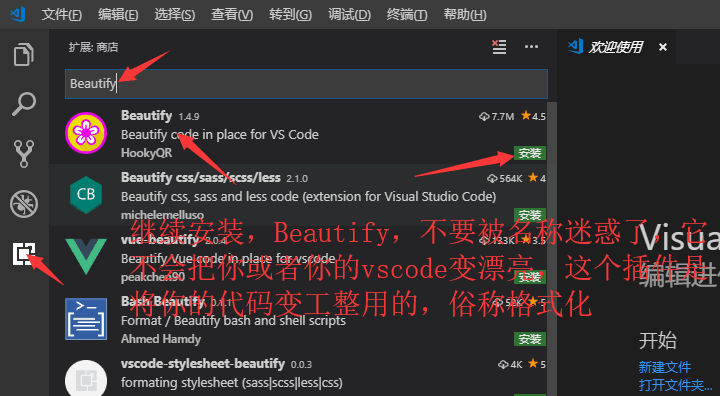 文件(F) 编辑(E) 选择(S) 查看(V) 转到(G) 调试(D) 终端(T) 帮助(H)
扩展: 商店
欢迎使用
Beautify
Beautify 1.4.9 7.7M 4.5
Beautify code in place for VS Code
HookyQR 安装
Beautify css/sass/scss/less 2.1.0 564K 4
Beautify css, sass and less code (extension for Visual Studio Code)
michelemelluso 安装
继续安装，Beautify，不要被名称迷惑了，它
不会把你或者你的vscode变漂亮，这个插件是
将你的代码变工整用的，俗称格式化
vue-beautify 2.0.4 133K 3.5
Beautify Vue code in place for vscode
peakchen90 安装
Bash Beautify 0.1.1
Format / Beautify bash and shell scripts
Ahmed Hamdy 安装
vscode-stylesheet-beautify 0.0.3 4K 5
formating stylesheet (sass|scss|less|css)
Visua
编辑进化
开始
新建文件
打开文件夹...